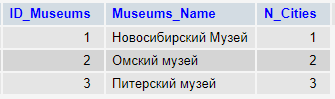 ID_Museums Museums_Name N_Cities
1 Новосибирский Музей 1
2 Омский музей 2
3 Питерский музей 3